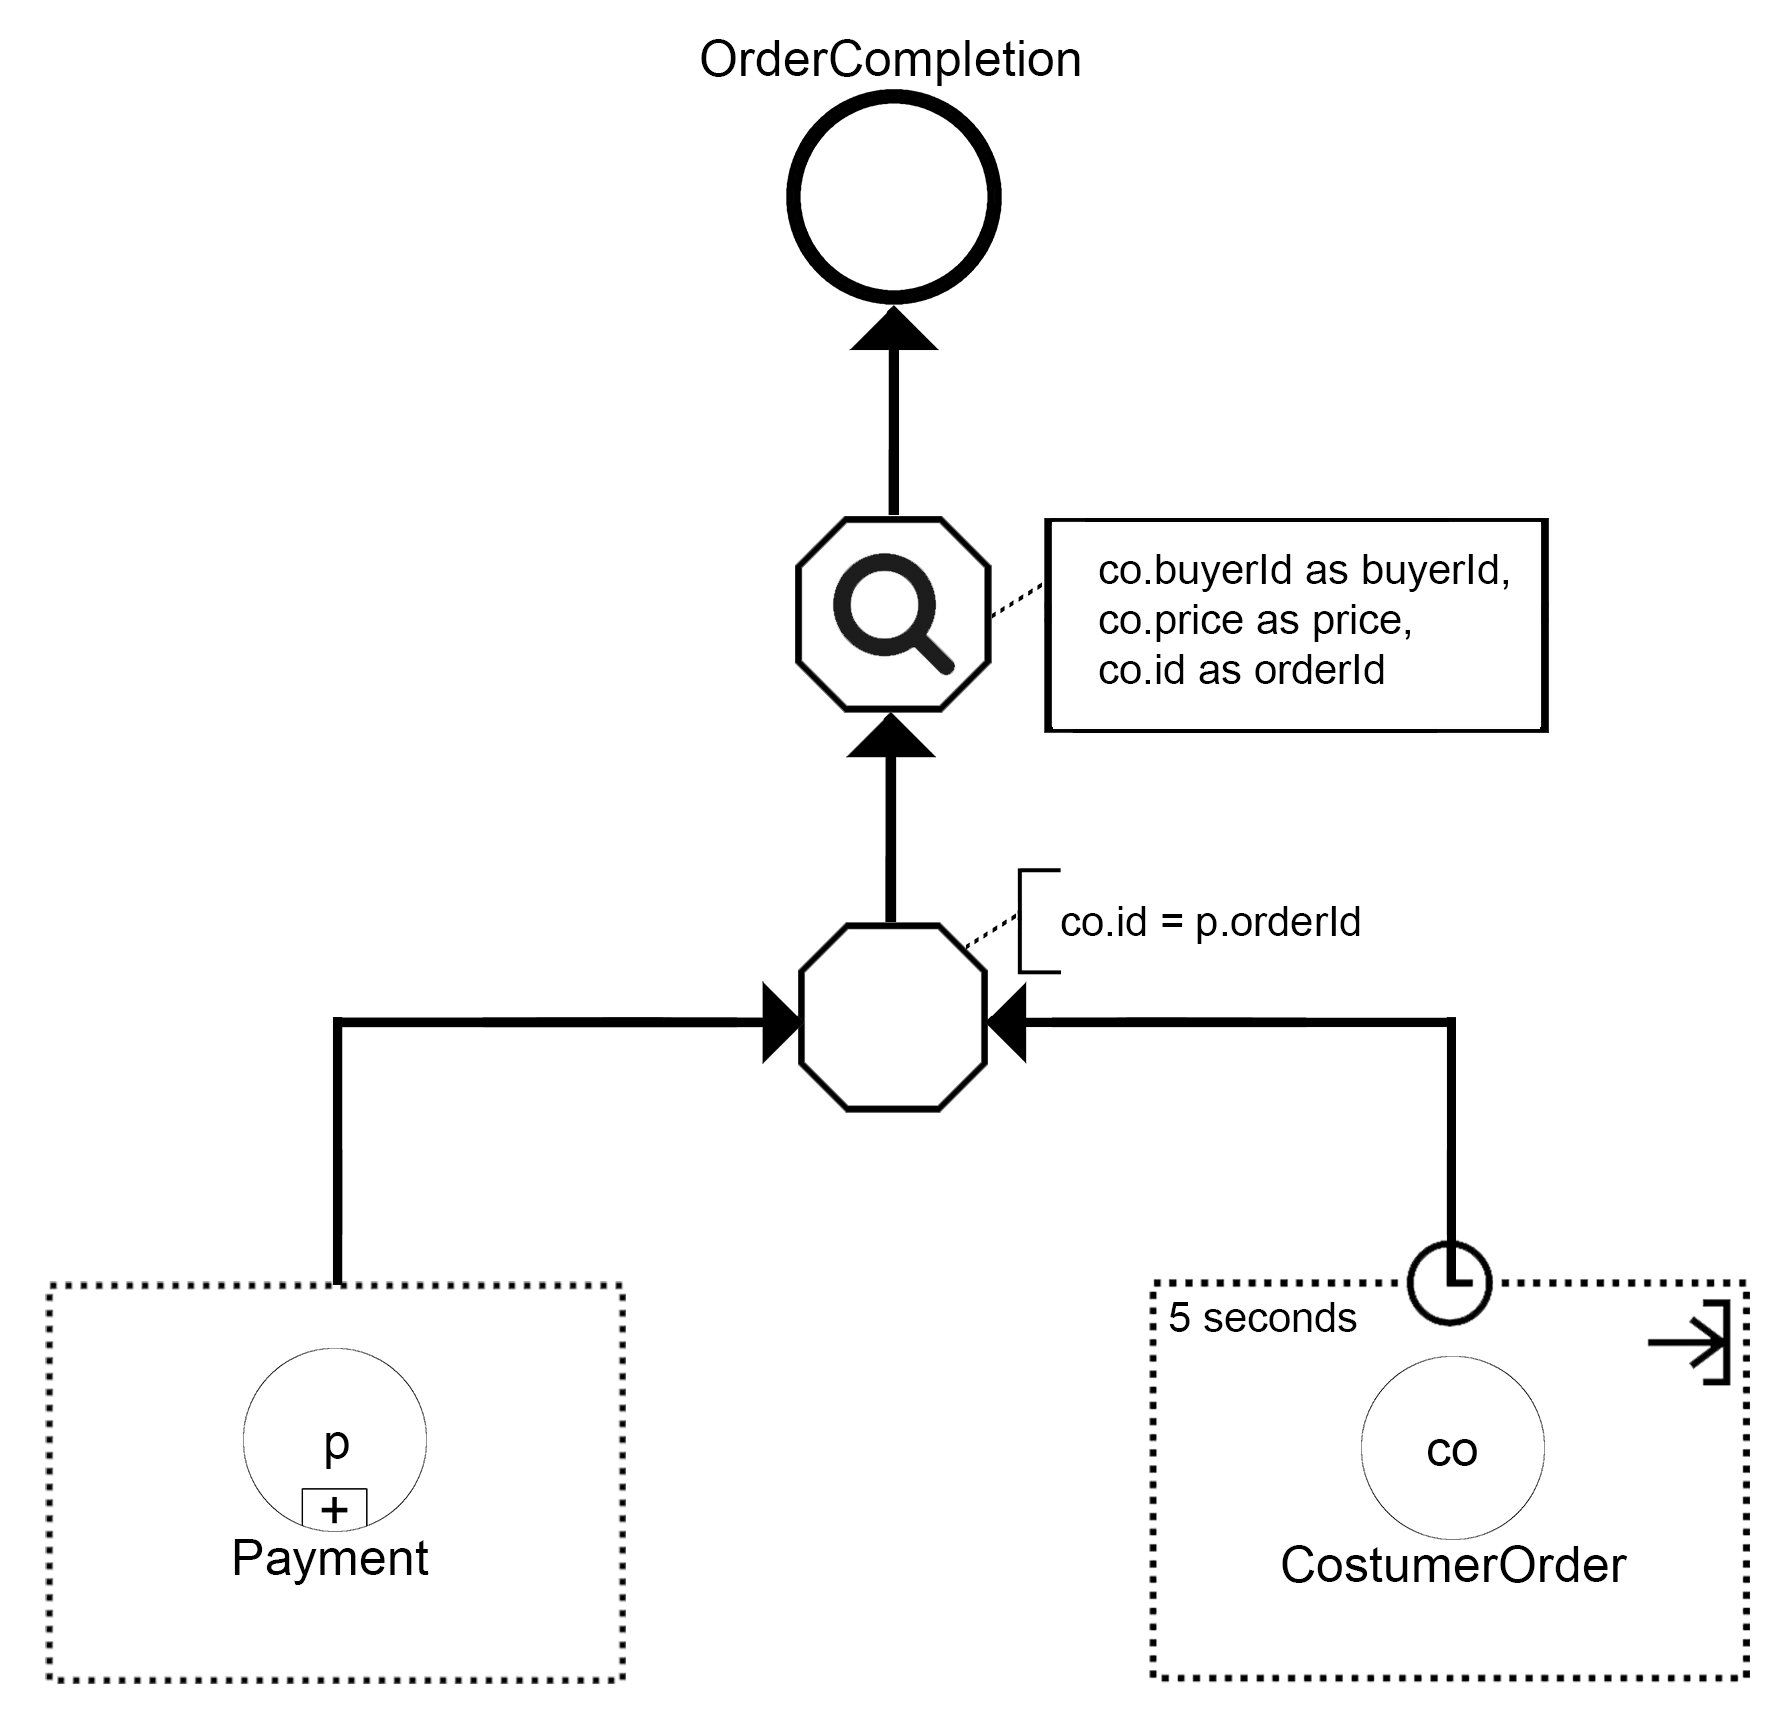 OrderCompletion
co.buyerId as buyerId,
co.price as price,
co.id as orderId
co.id = p.orderId
5 seconds
p
+
Payment
co
CostumerOrder